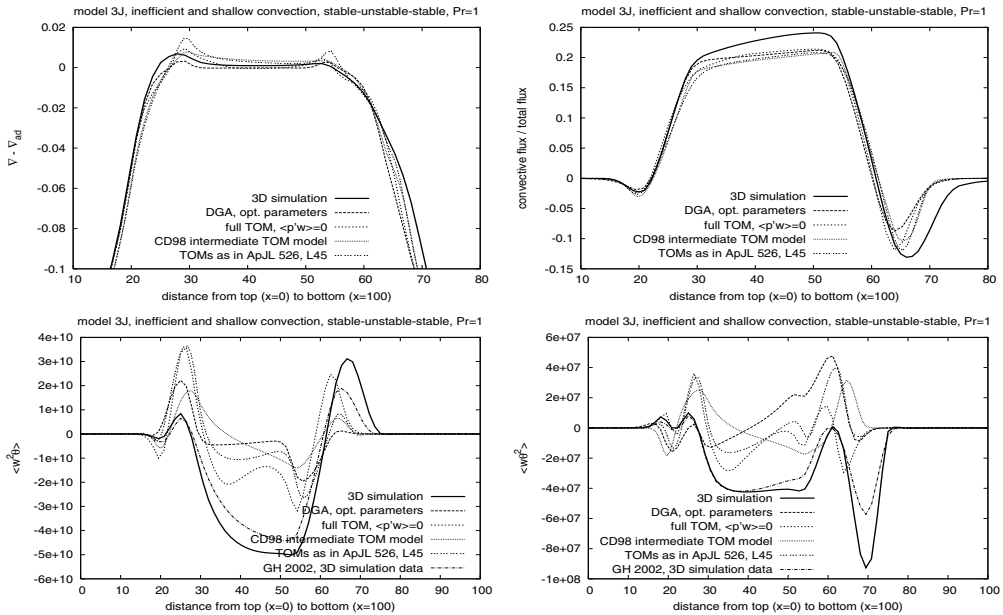 model 3J, inefficient and shallow convection, stable-unstable-stable, Pr=1
0.02
0
-0.02
-0.04
-0.06
-0.08
-0.1
∇ - ∇ad
3D simulation
DGA, opt. parameters
full TOM, <p'w>=0
CD98 intermediate TOM model
TOMs as in ApJL 526, L45
10 20 30 40 50 60 70 80
distance from top (x=0) to bottom (x=100)
model 3J, inefficient and shallow convection, stable-unstable-stable, Pr=1
0.25
0.2
0.15
0.1
0.05
0
-0.05
-0.1
-0.15
convective flux / total flux
3D simulation
DGA, opt. parameters
full TOM, <p'w>=0
CD98 intermediate TOM model
TOMs as in ApJL 526, L45
10 20 30 40 50 60 70 80
distance from top (x=0) to bottom (x=100)
model 3J, inefficient and shallow convection, stable-unstable-stable, Pr=1
4e+10
3e+10
2e+10
1e+10
0
-1e+10
-2e+10
-3e+10
-4e+10
-5e+10
-6e+10
<w²θ>
3D simulation
DGA, opt. parameters
full TOM, <p'w>=0
CD98 intermediate TOM model
TOMs as in ApJL 526, L45
GH 2002, 3D simulation data
0 10 20 30 40 50 60 70 80 90 100
distance from top (x=0) to bottom (x=100)
model 3J, inefficient and shallow convection, stable-unstable-stable, Pr=1
6e+07
4e+07
2e+07
0
-2e+07
-4e+07
-6e+07
-8e+07
-1e+08
<wθ²>
3D simulation
DGA, opt. parameters
full TOM, <p'w>=0
CD98 intermediate TOM model
TOMs as in ApJL 526, L45
GH 2002, 3D simulation data
0 10 20 30 40 50 60 70 80 90 100
distance from top (x=0) to bottom (x=100)